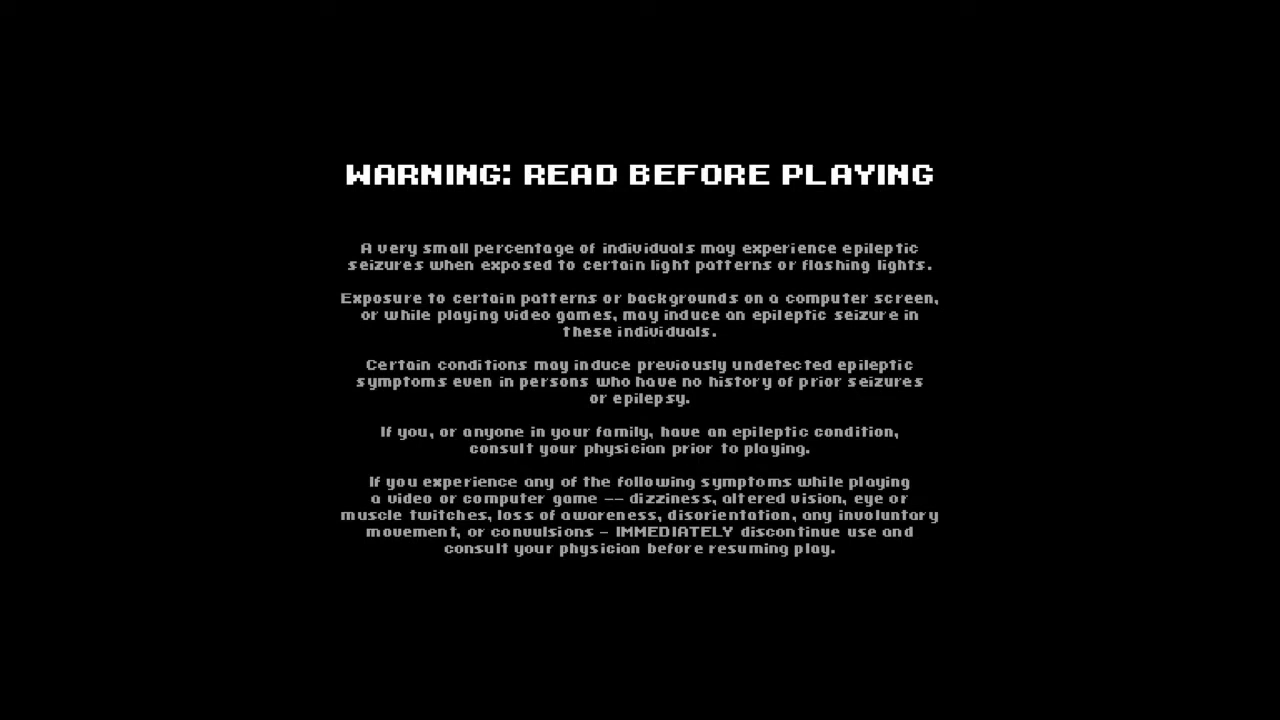 WARNING: READ BEFORE PLAYING
A very small percentage of individuals may experience epileptic
seizures when exposed to certain light patterns or flashing lights.
Exposure to certain patterns or backgrounds on a computer screen,
or while playing video games, may induce an epileptic seizure in
these individuals.
Certain conditions may induce previously undetected epileptic
symptoms even in persons who have no history of prior seizures
or epilepsy.
If you, or anyone in your family, have an epileptic condition,
consult your physician prior to playing.
If you experience any of the following symptoms while playing
a video or computer game -- dizziness, altered vision, eye or
muscle twitches, loss of awareness, disorientation, any involuntary
movement, or convulsions - IMMEDIATELY discontinue use and
consult your physician before resuming play.